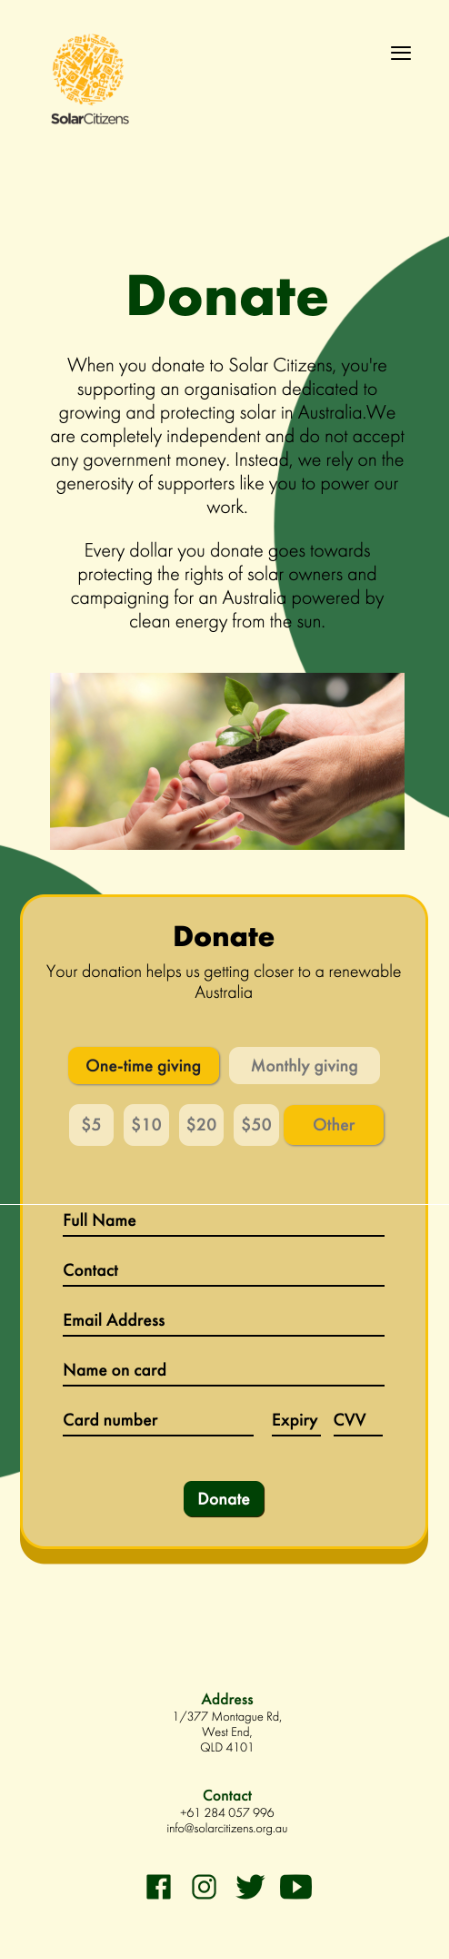 SolarCitizens
Donate
When you donate to Solar Citizens, you're
supporting an organisation dedicated to
growing and protecting solar in Australia.We
are completely independent and do not accept
any government money. Instead, we rely on the
generosity of supporters like you to power our
work.
Every dollar you donate goes towards
protecting the rights of solar owners and
campaigning for an Australia powered by
clean energy from the sun.
Donate
Your donation helps us getting closer to a renewable
Australia
One-time giving Monthly giving
$5 $10 $20 $50 Other
Full Name
Contact
Email Address
Name on card
Card number Expiry CVV
Donate
Address
1/377 Montague Rd,
West End,
QLD 4101
Contact
+61 284 057 996
info@solarcitizens.org.au